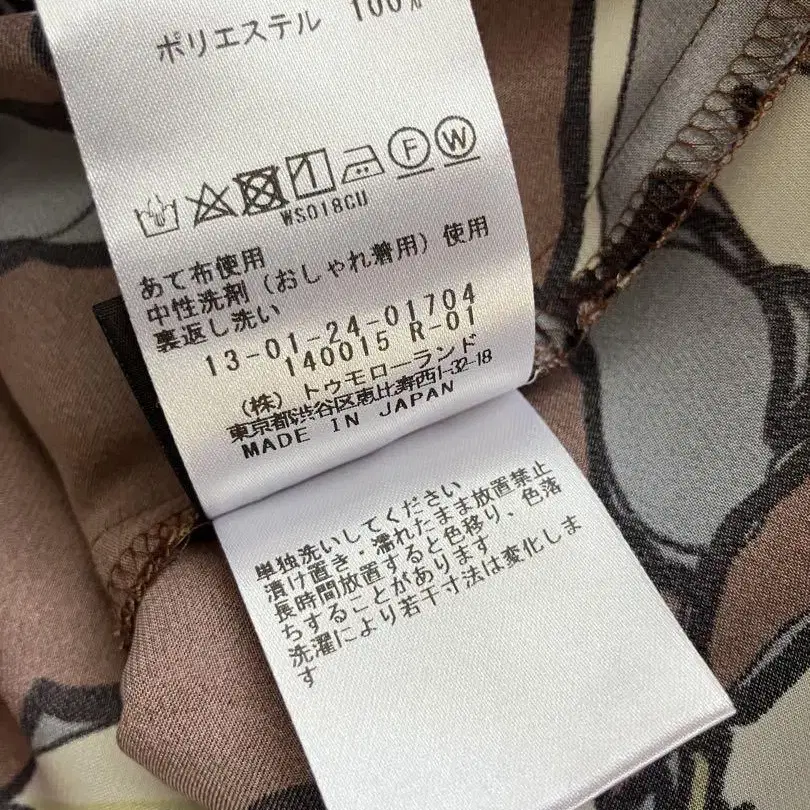 ポリエステル 100%
F W
WS018CU
あて布使用
中性洗剤(おしゃれ着用)使用
裏返し洗い
13-01-24-01704
140015 R-01
(株)トゥモローランド
東京都渋谷区恵比寿西1-32-18
MADE IN JAPAN
単独洗いしてください
漬け置き・濡れたまま放置禁止
長時間放置すると色移り、色落
ちすることがあります
洗濯により若干寸法は変化しま
す